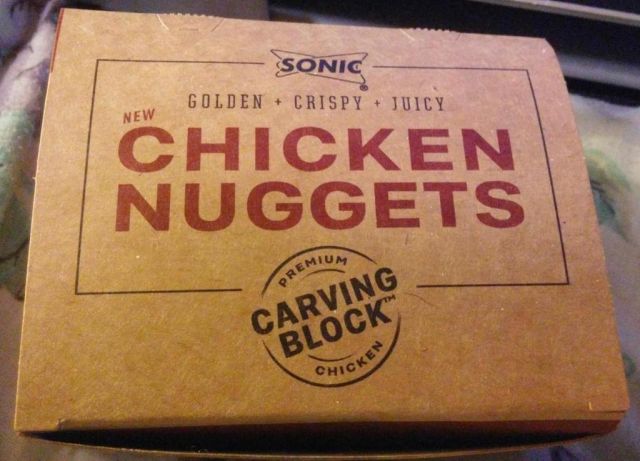 SONIC®
GOLDEN + CRISPY + JUICY
NEW
CHICKEN
NUGGETS
PREMIUM
CARVING
BLOCK™
CHICKEN